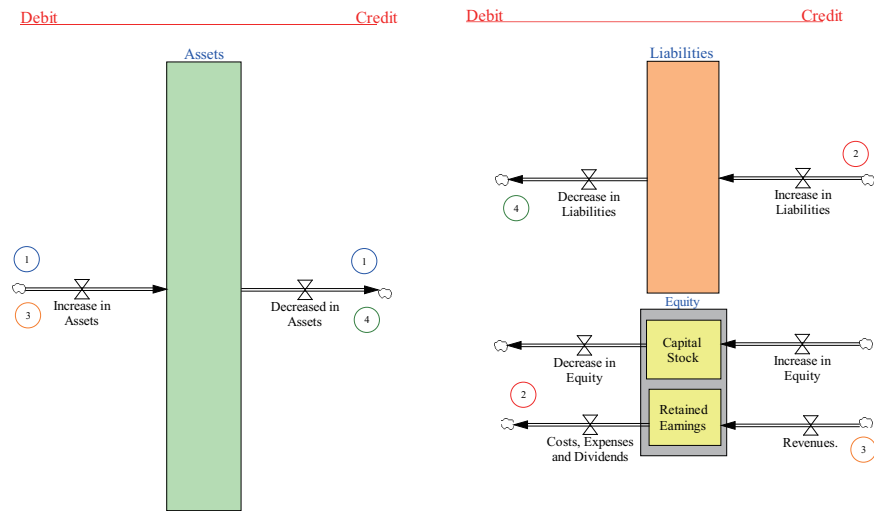 Debit
Credit
Assets
1
1
Increase in
Assets
Decreased in
Assets
3
4
Debit
Credit
Liabilities
2
Decrease in
Liabilities
Increase in
Liabilities
4
Equity
Capital
Stock
Decrease in
Equity
Increase in
Equity
2
Retained
Earnings
Costs, Expenses
and Dividends
Revenues.
3